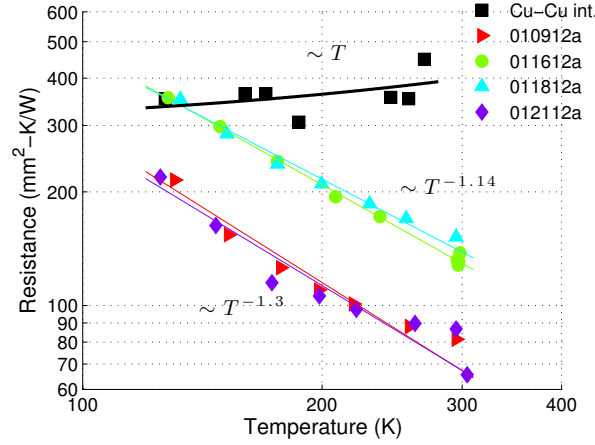 600
500
400
300
200
100
90
80
70
60
Resistance (mm²−K/W)
100
200
300
400
Temperature (K)
Cu−Cu int.
010912a
011612a
011812a
012112a
∼ T
∼ T^{−1.14}
∼ T^{−1.3}